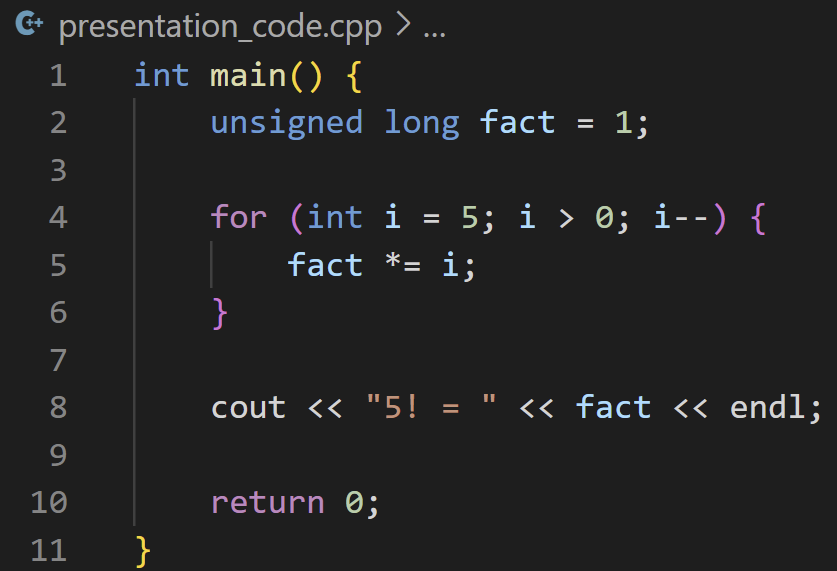 presentation_code.cpp > ...
1 int main() {
2 unsigned long fact = 1;
3
4 for (int i = 5; i > 0; i--) {
5 fact *= i;
6 }
7
8 cout << "5! = " << fact << endl;
9
10 return 0;
11 }